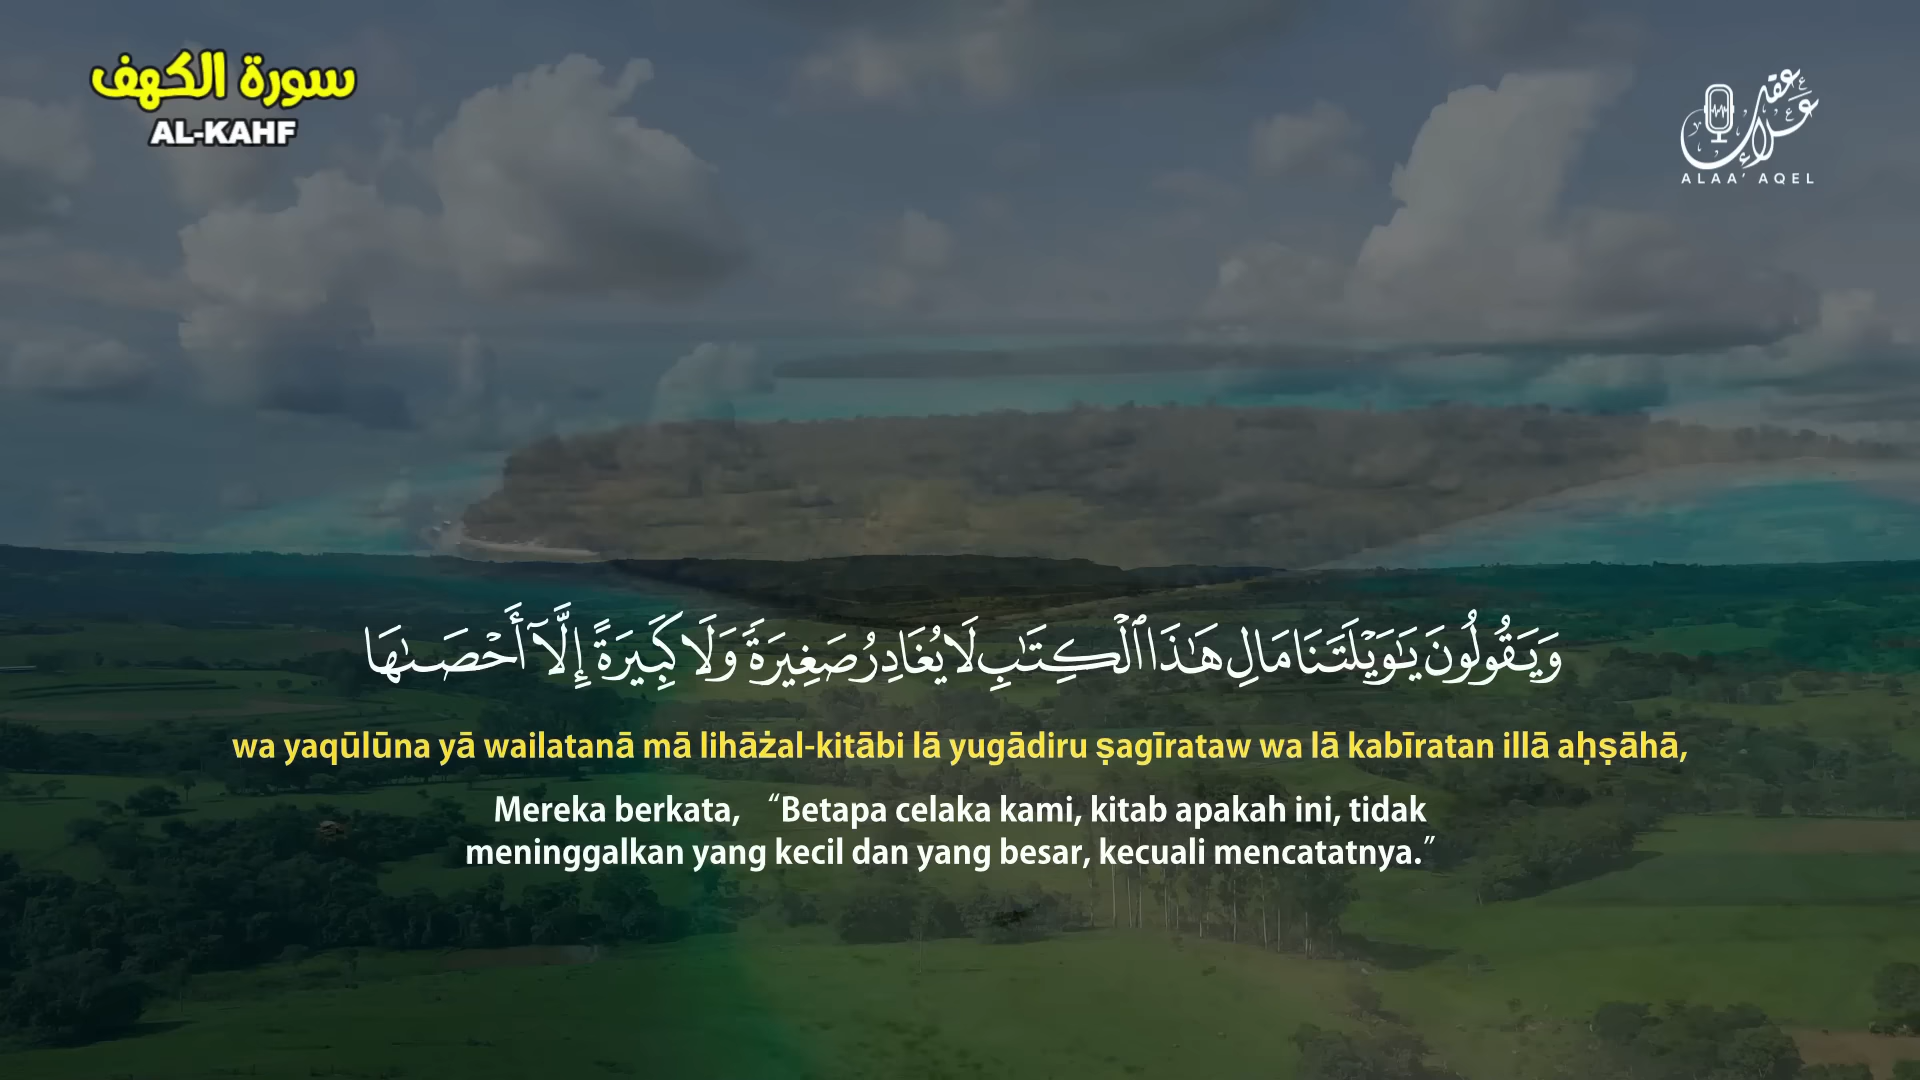 سورة الكهف
AL-KAHF
علاء عقل
ALAA' AQEL
وَيَقُولُونَ يَٰوَيْلَتَنَا مَالِ هَٰذَا ٱلْكِتَٰبِ لَا يُغَادِرُ صَغِيرَةً وَلَا كَبِيرَةً إِلَّآ أَحْصَىٰهَا
wa yaqūlūna yā wailatanā mā lihāżal-kitābi lā yugādiru ṣagīrataw wa lā kabīratan illā aḥṣāhā,
Mereka berkata, “Betapa celaka kami, kitab apakah ini, tidak
meninggalkan yang kecil dan yang besar, kecuali mencatatnya.”